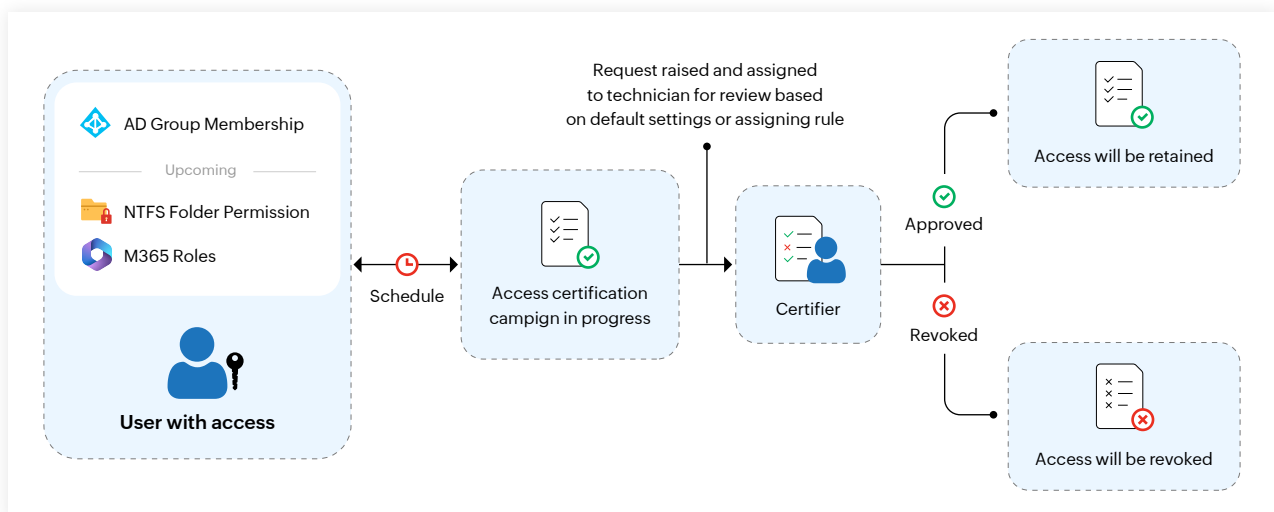 AD Group Membership
Upcoming
NTFS Folder Permission
M365 Roles
User with access
Schedule
Access certification
campign in progress
Request raised and assigned
to technician for review based
on default settings or assigning rule
Certifier
Approved
Revoked
Access will be retained
Access will be revoked